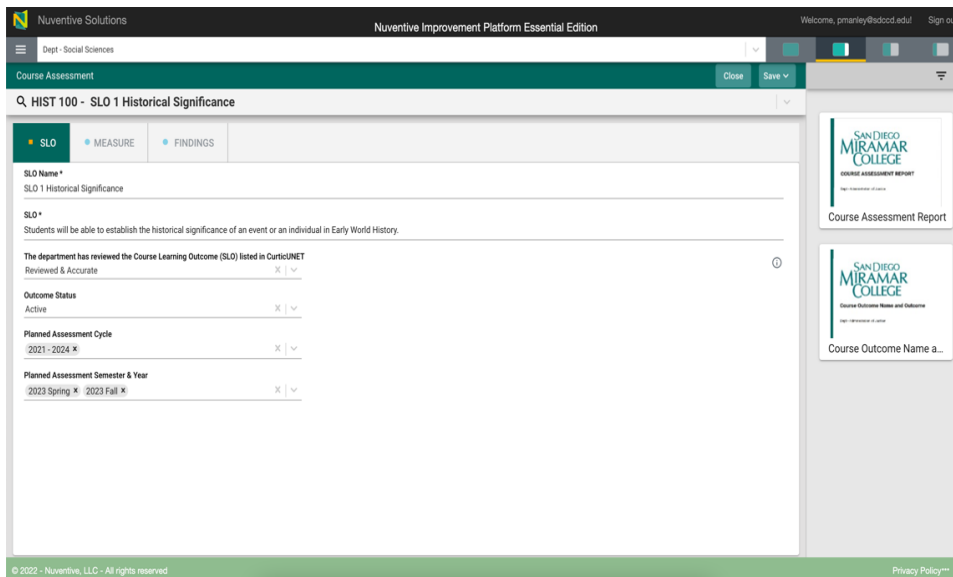 Nuventive Solutions
Nuventive Improvement Platform Essential Edition
Welcome, pmanley@sdccd.edu!
Sign ou
Dept - Social Sciences
Course Assessment
Close
Save
HIST 100 - SLO 1 Historical Significance
SLO
MEASURE
FINDINGS
SLO Name *
SLO 1 Historical Significance
SLO *
Students will be able to establish the historical significance of an event or an individual in Early World History.
The department has reviewed the Course Learning Outcome (SLO) listed in CurticUNET
Reviewed & Accurate
X
Outcome Status
Active
X
Planned Assessment Cycle
2021 - 2024 x
X
Planned Assessment Semester & Year
2023 Spring x 2023 Fall x
X
SAN DIEGO
MIRAMAR
COLLEGE
COURSE ASSESSMENT REPORT
Course Assessment Report
SAN DIEGO
MIRAMAR
COLLEGE
Course Outcome Name and Outcome
Course Outcome Name a...
© 2022 - Nuventive, LLC - All rights reserved
Privacy Policy•••